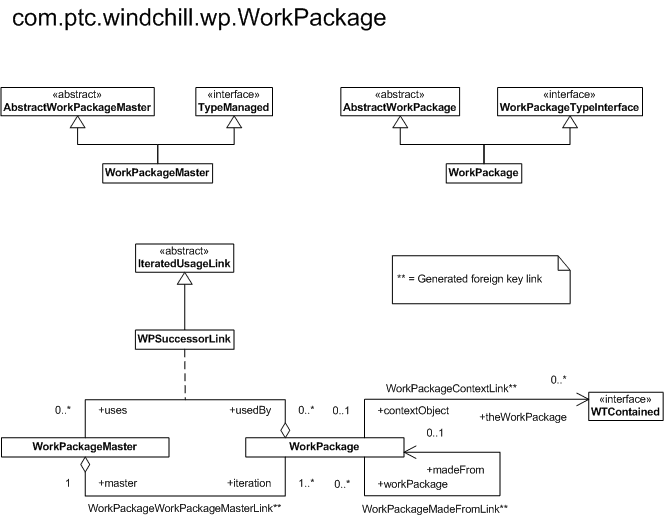 com.ptc.windchill.wp.WorkPackage
«abstract»
AbstractWorkPackageMaster
«interface»
TypeManaged
«abstract»
AbstractWorkPackage
«interface»
WorkPackageTypeInterface
WorkPackageMaster
WorkPackage
«abstract»
IteratedUsageLink
** = Generated foreign key link
WPSuccessorLink
WorkPackageContextLink**
0..*
«interface»
WTContained
0..*
+uses
+usedBy
0..*
0..1
+contextObject
+theWorkPackage
WorkPackageMaster
WorkPackage
0..1
+madeFrom
1
+master
+iteration
1..*
0..*
+workPackage
WorkPackageWorkPackageMasterLink**
WorkPackageMadeFromLink**